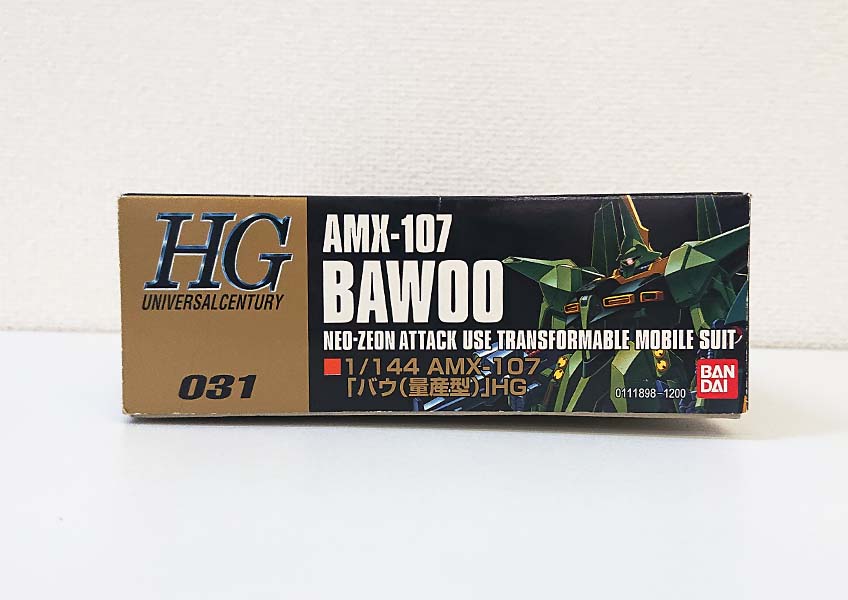 HG
UNIVERSALCENTURY
031
AMX-107
BAWOO
NEO-ZEON ATTACK USE TRANSFORMABLE MOBILE SUIT
1/144 AMX-107
「バウ(量産型)」HG
0111898-1200
BAN
DAI